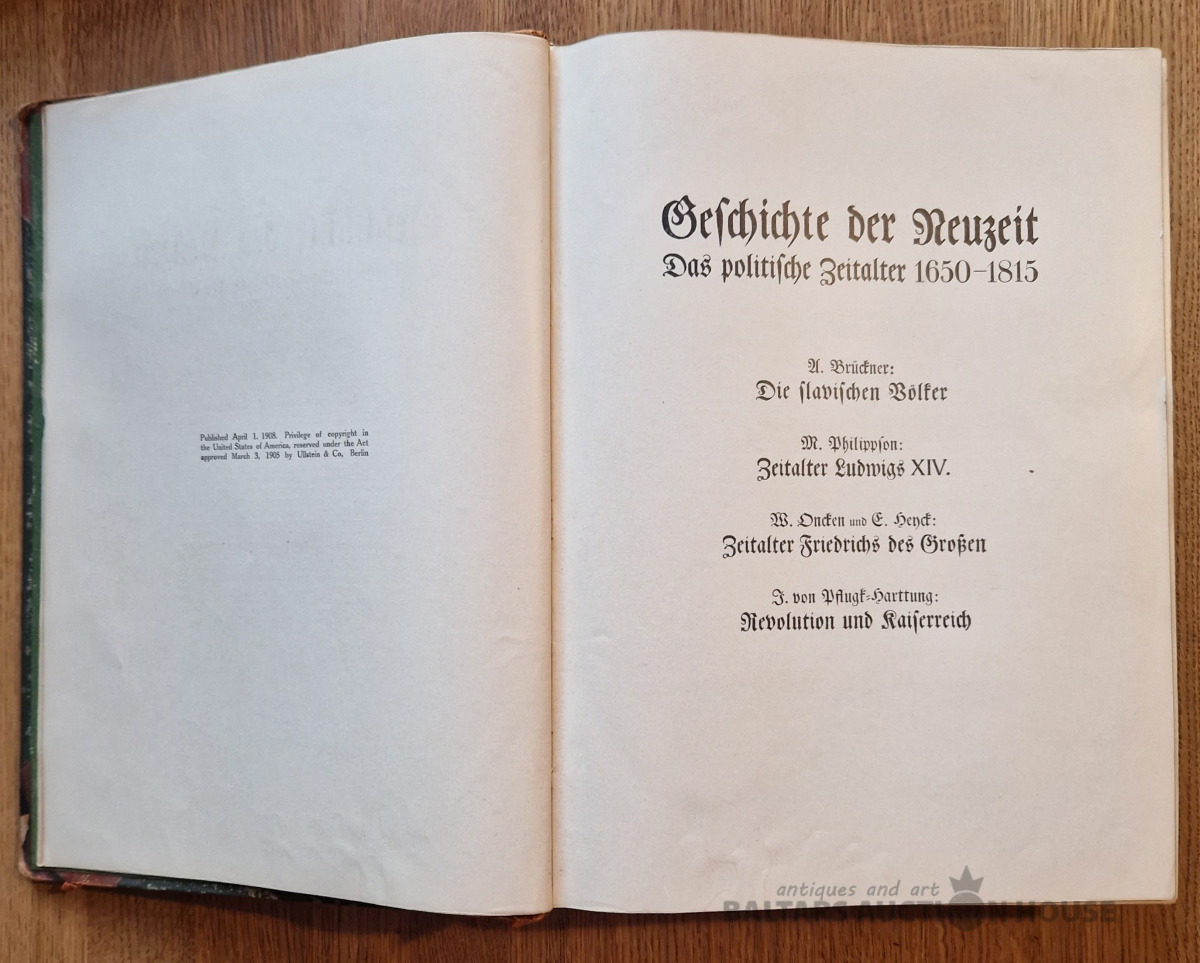 Published April 1. 1908. Privilege of copyright in
the United States of America, reserved under the Act
approved March 3, 1905 by Ullstein & Co, Berlin
Geschichte der Neuzeit
Das politische Zeitalter 1650–1815
A. Brückner:
Die slavischen Völker
M. Philippson:
Zeitalter Ludwigs XIV.
W. Oncken und E. Heyck:
Zeitalter Friedrichs des Großen
J. von Pflugk-Harttung:
Revolution und Kaiserreich
antiques and art
BALTARS AUCTION HOUSE